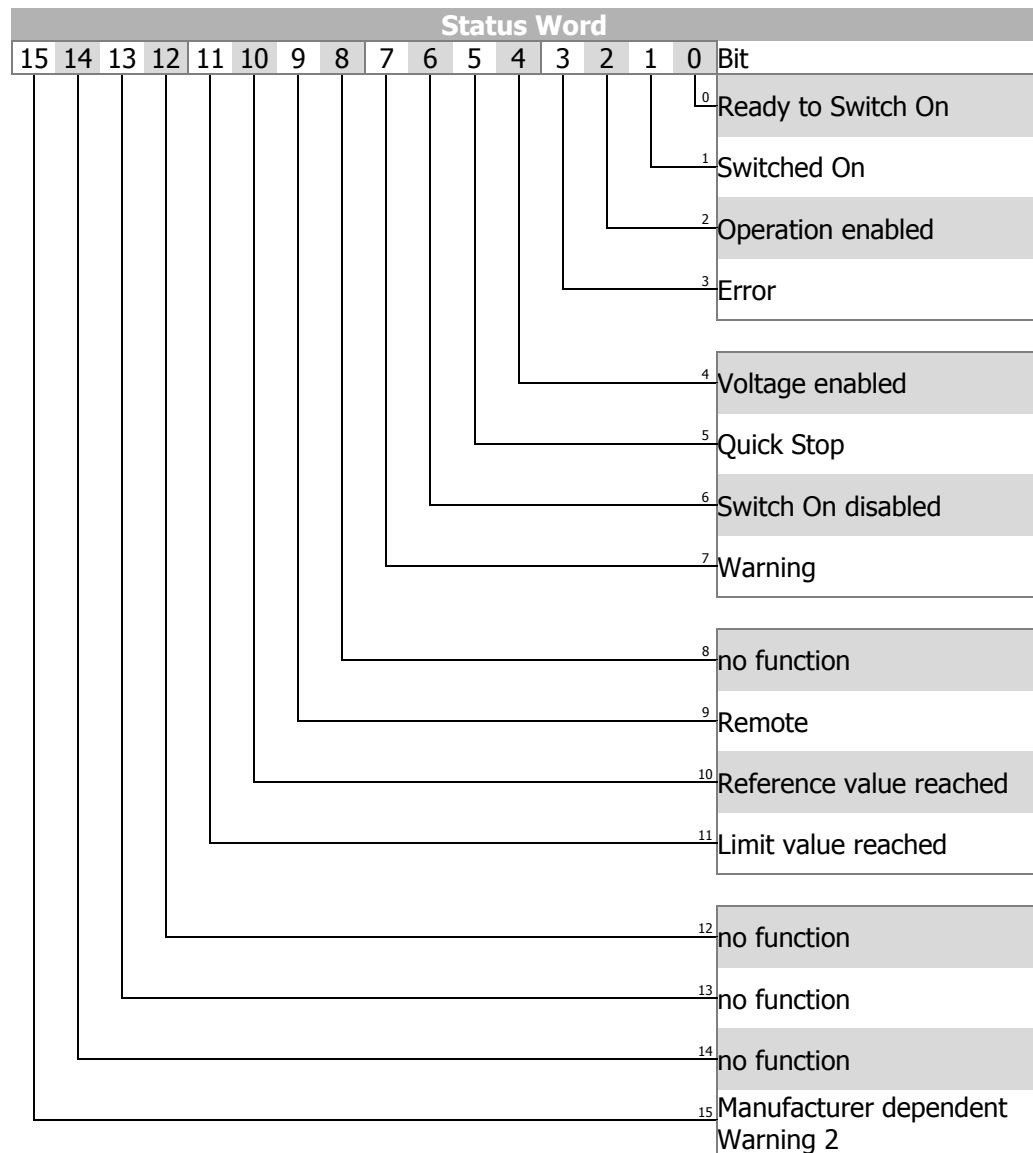 Status Word
15 14 13 12 11 10 9 8 7 6 5 4 3 2 1 0 Bit
0 Ready to Switch On
1 Switched On
2 Operation enabled
3 Error
4 Voltage enabled
5 Quick Stop
6 Switch On disabled
7 Warning
8 no function
9 Remote
10 Reference value reached
11 Limit value reached
12 no function
13 no function
14 no function
15 Manufacturer dependent
Warning 2